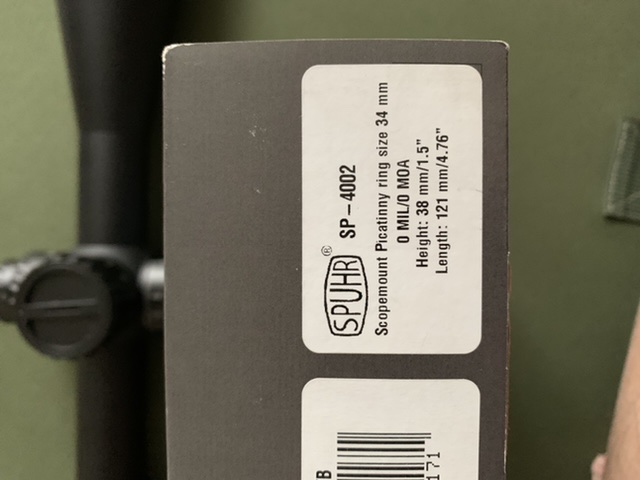 SPUHR® SP-4002
Scopemount Picatinny ring size 34 mm
0 MIL/0 MOA
Height: 38 mm/1.5"
Length: 121 mm/4.76"
B
171